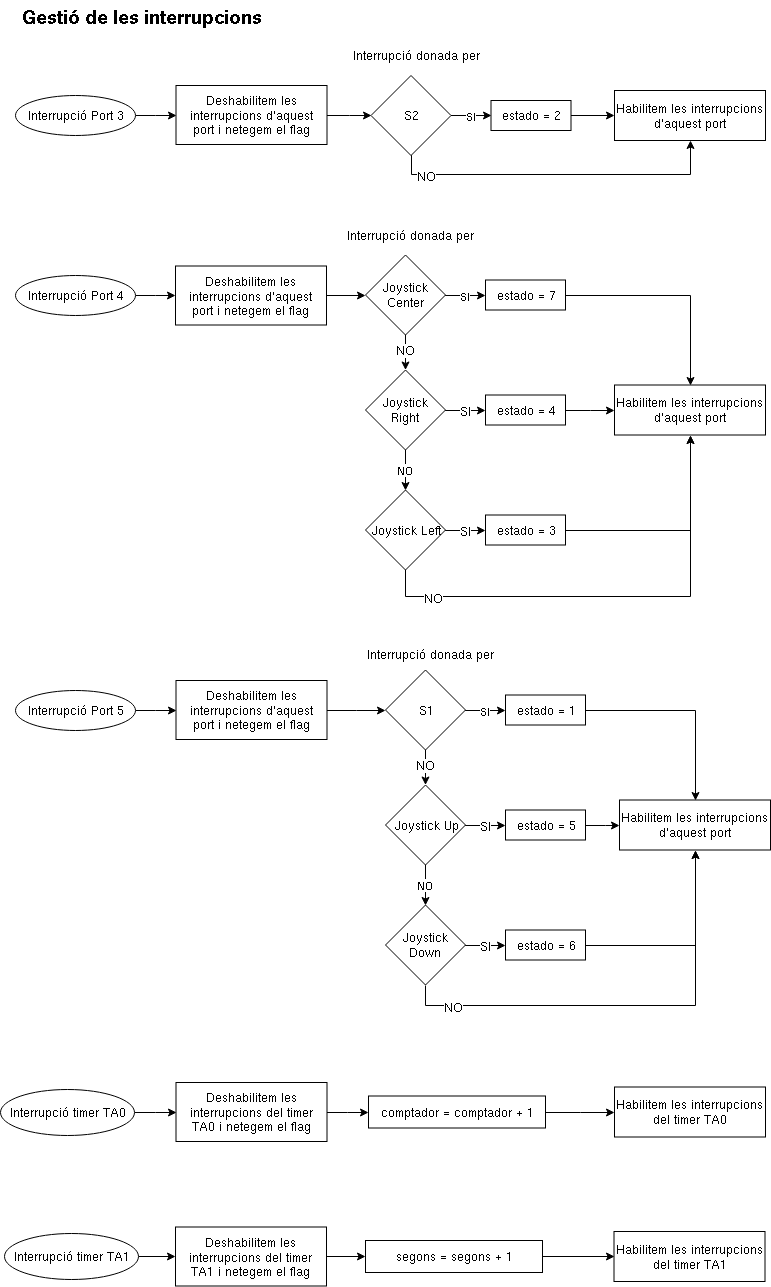 Gestió de les interrupcions
Interrupció donada per
Interrupció Port 3
Deshabilitem les
interrupcions d'aquest
port i netegem el flag
S2
SI
estado = 2
Habilitem les interrupcions
d'aquest port
NO
Interrupció donada per
Interrupció Port 4
Deshabilitem les
interrupcions d'aquest
port i netegem el flag
Joystick
Center
SI
estado = 7
NO
Joystick
Right
SI
estado = 4
Habilitem les interrupcions
d'aquest port
NO
Joystick Left
SI
estado = 3
NO
Interrupció donada per
Interrupció Port 5
Deshabilitem les
interrupcions d'aquest
port i netegem el flag
S1
SI
estado = 1
NO
Joystick Up
SI
estado = 5
Habilitem les interrupcions
d'aquest port
NO
Joystick
Down
SI
estado = 6
NO
Interrupció timer TA0
Deshabilitem les
interrupcions del timer
TA0 i netegem el flag
comptador = comptador + 1
Habilitem les interrupcions
del timer TA0
Interrupció timer TA1
Deshabilitem les
interrupcions del timer
TA1 i netegem el flag
segons = segons + 1
Habilitem les interrupcions
del timer TA1